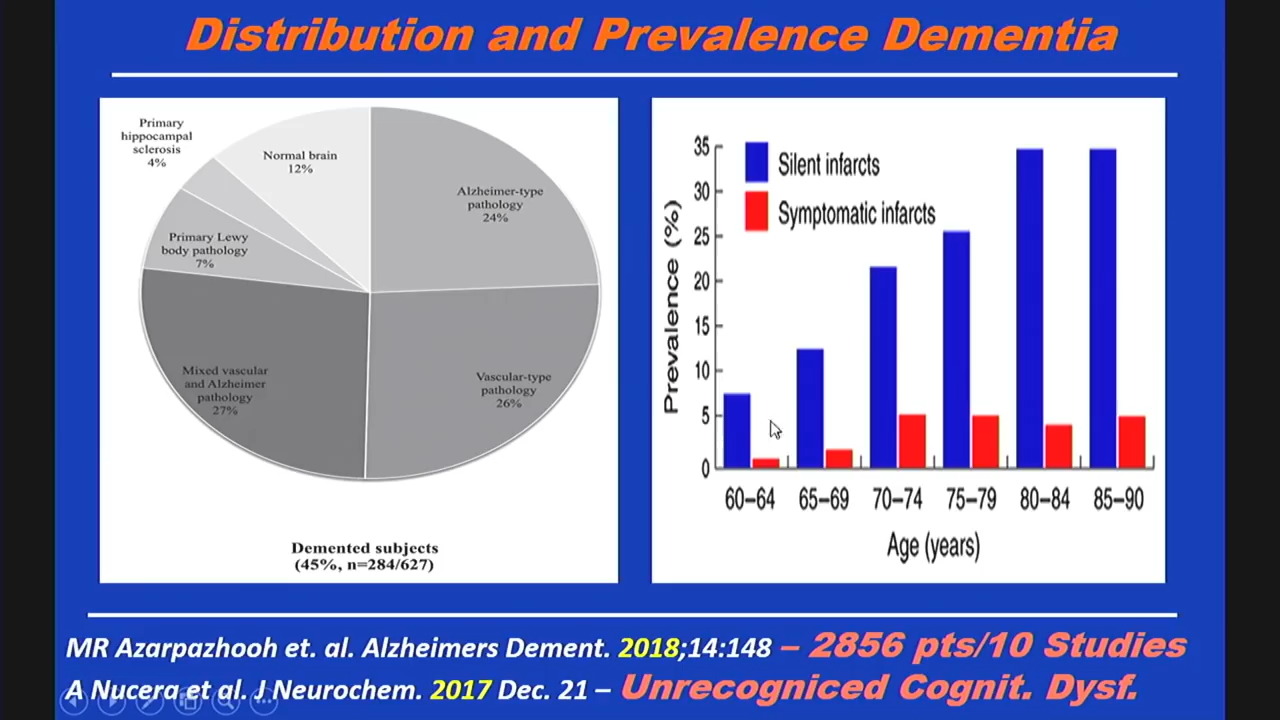 Distribution and Prevalence Dementia
Primary
hippocampal
sclerosis
4%
Normal brain
12%
Alzheimer-type
pathology
24%
Primary Lewy
body pathology
7%
Mixed vascular
and Alzheimer
pathology
27%
Vascular-type
pathology
26%
Demented subjects
(45%, n=284/627)
Silent infarcts
Symptomatic infarcts
Prevalence (%)
35
30
25
20
15
10
5
0
60–64 65–69 70–74 75–79 80–84 85–90
Age (years)
MR Azarpazhooh et. al. Alzheimers Dement. 2018;14:148 – 2856 pts/10 Studies
A Nucera et al. J Neurochem. 2017 Dec. 21 – Unrecogniced Cognit. Dysf.